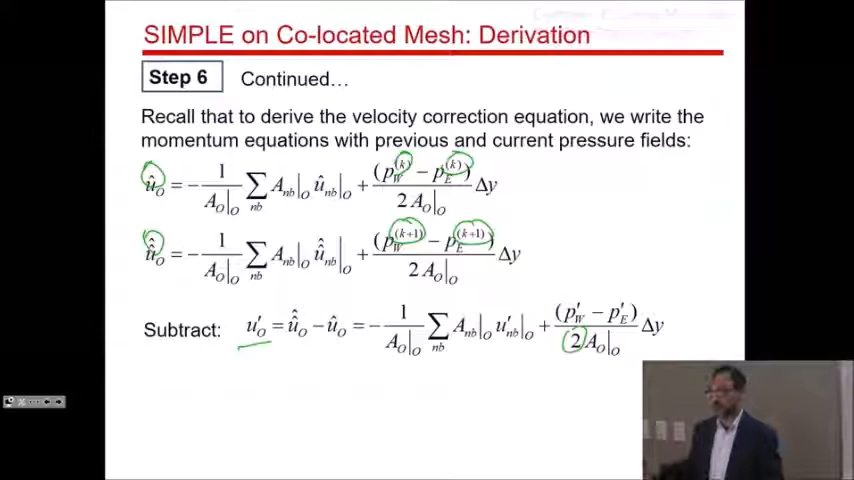 SIMPLE on Co-located Mesh: Derivation
Step 6 Continued…
Recall that to derive the velocity correction equation, we write the
momentum equations with previous and current pressure fields:
û_O = −(1 / A_O|_O) ∑_nb A_nb|_O û_nb|_O + ((p_W^(k) − p_E^(k)) / (2 A_O|_O)) Δy
û̂_O = −(1 / A_O|_O) ∑_nb A_nb|_O û̂_nb|_O + ((p_W^(k+1) − p_E^(k+1)) / (2 A_O|_O)) Δy
Subtract: u′_O = û̂_O − û_O = −(1 / A_O|_O) ∑_nb A_nb|_O u′_nb|_O + ((p′_W − p′_E) / (2 A_O|_O)) Δy